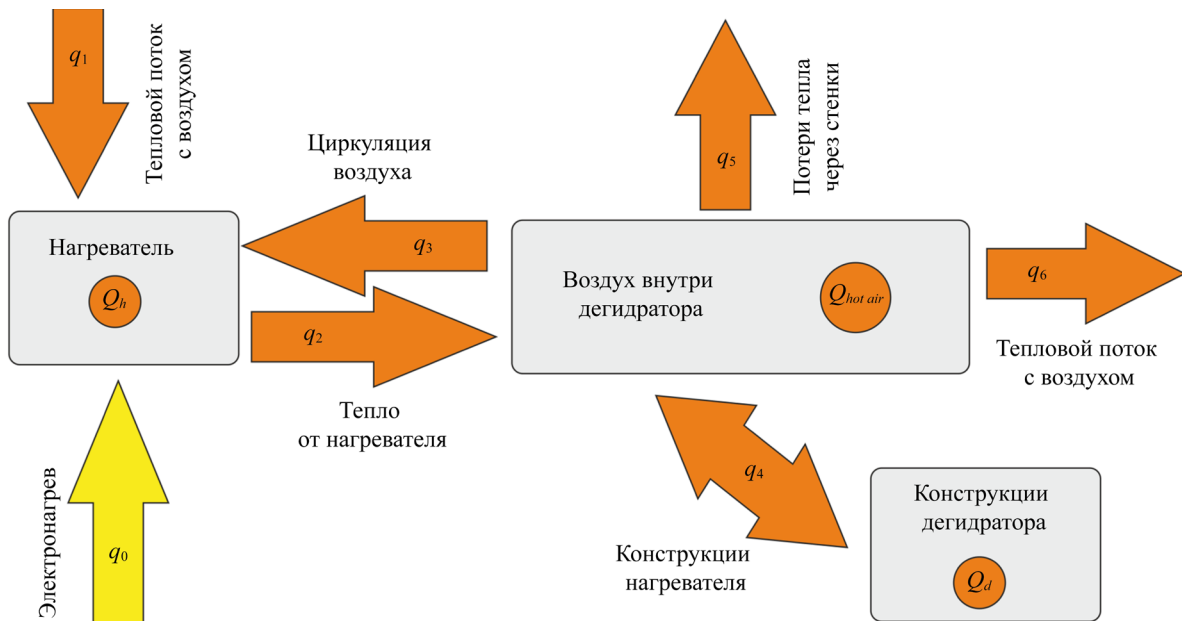 q1
Тепловой поток
с воздухом
Циркуляция
воздуха
q5
Потери тепла
через стенки
Нагреватель
Qh
q3
q2
Воздух внутри
дегидратора
Qhot air
q6
Тепловой поток
с воздухом
Тепло
от нагревателя
Электронагрев
q0
q4
Конструкции
нагревателя
Конструкции
дегидратора
Qd